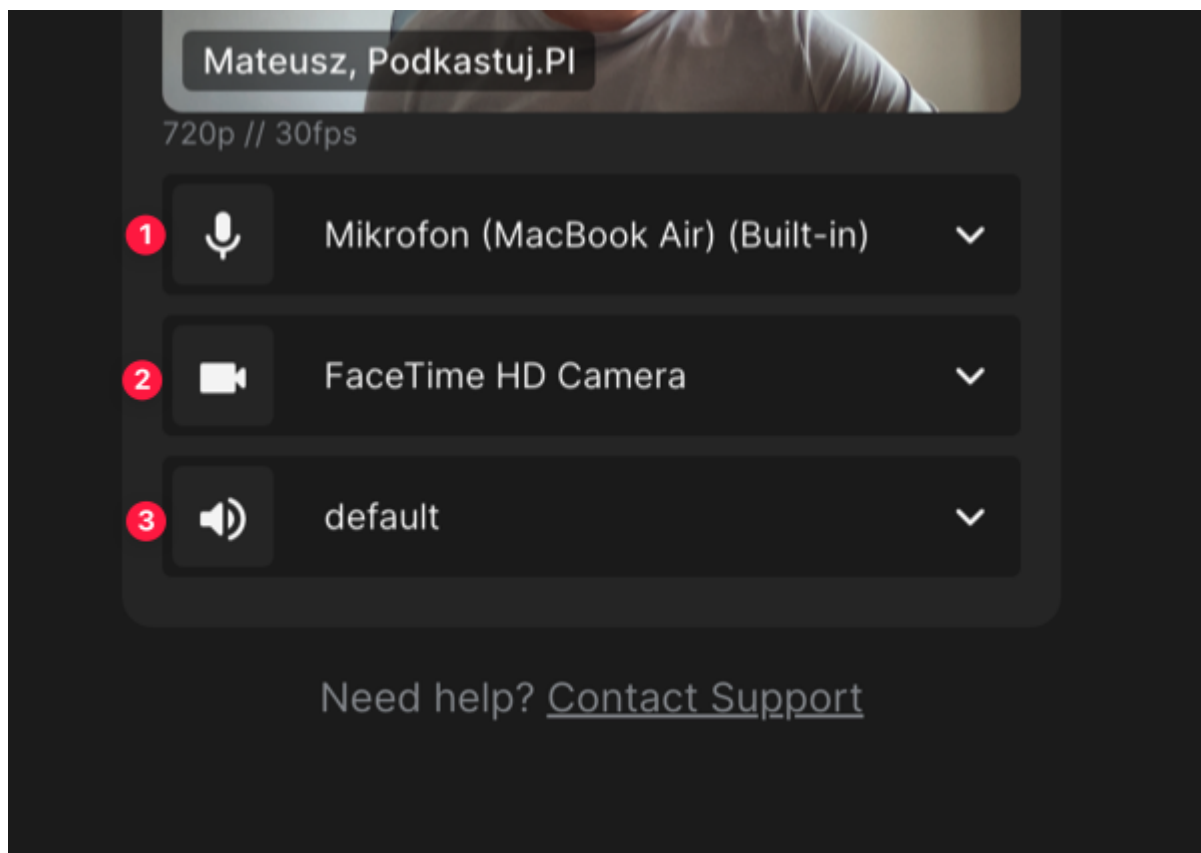 Mateusz, Podkastuj.Pl
720p // 30fps
1 Mikrofon (MacBook Air) (Built-in)
2 FaceTime HD Camera
3 default
Need help? Contact Support